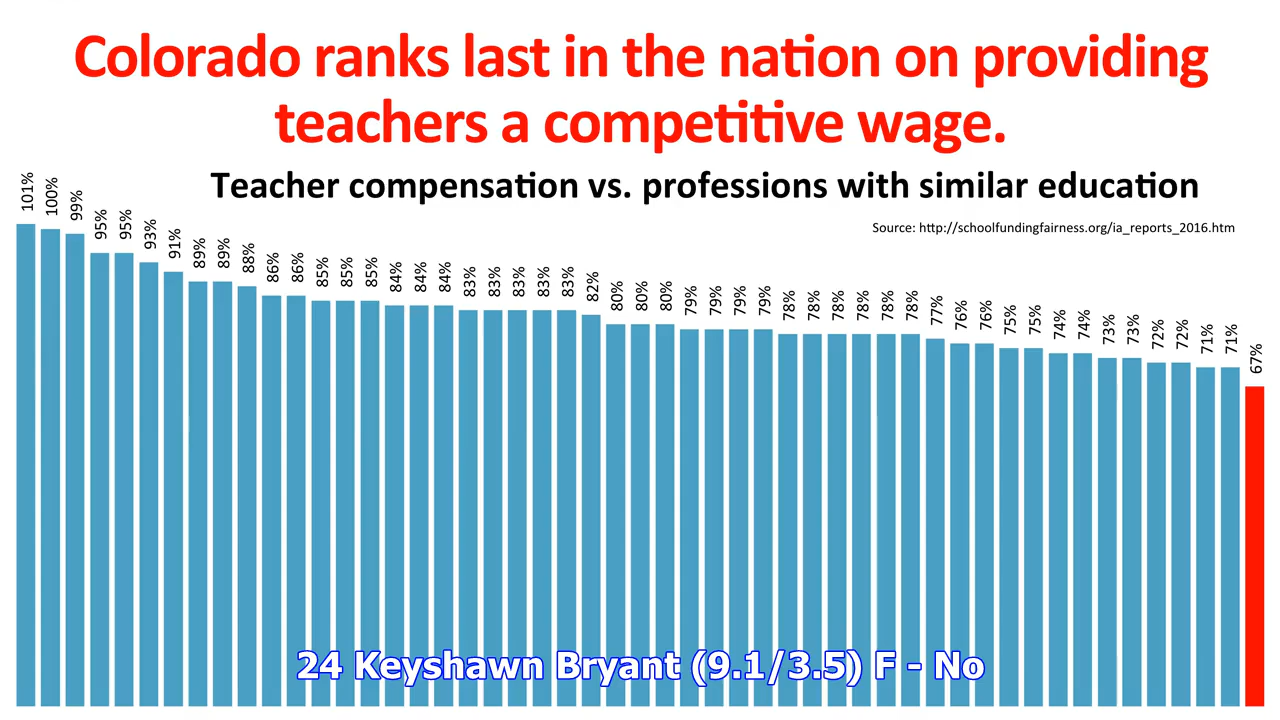 Colorado ranks last in the nation on providing
teachers a competitive wage.
Teacher compensation vs. professions with similar education
Source: http://schoolfundingfairness.org/ia_reports_2016.htm
101% 100% 99% 95% 95% 93% 91% 89% 89% 88% 86% 86% 85% 85% 85% 84% 84% 84% 83% 83% 83% 83% 83% 82% 80% 80% 80% 79% 79% 79% 79% 78% 78% 78% 78% 78% 78% 77% 76% 76% 75% 75% 74% 74% 73% 73% 72% 72% 71% 71% 67%
24 Keyshawn Bryant (9.1/3.5) F - No